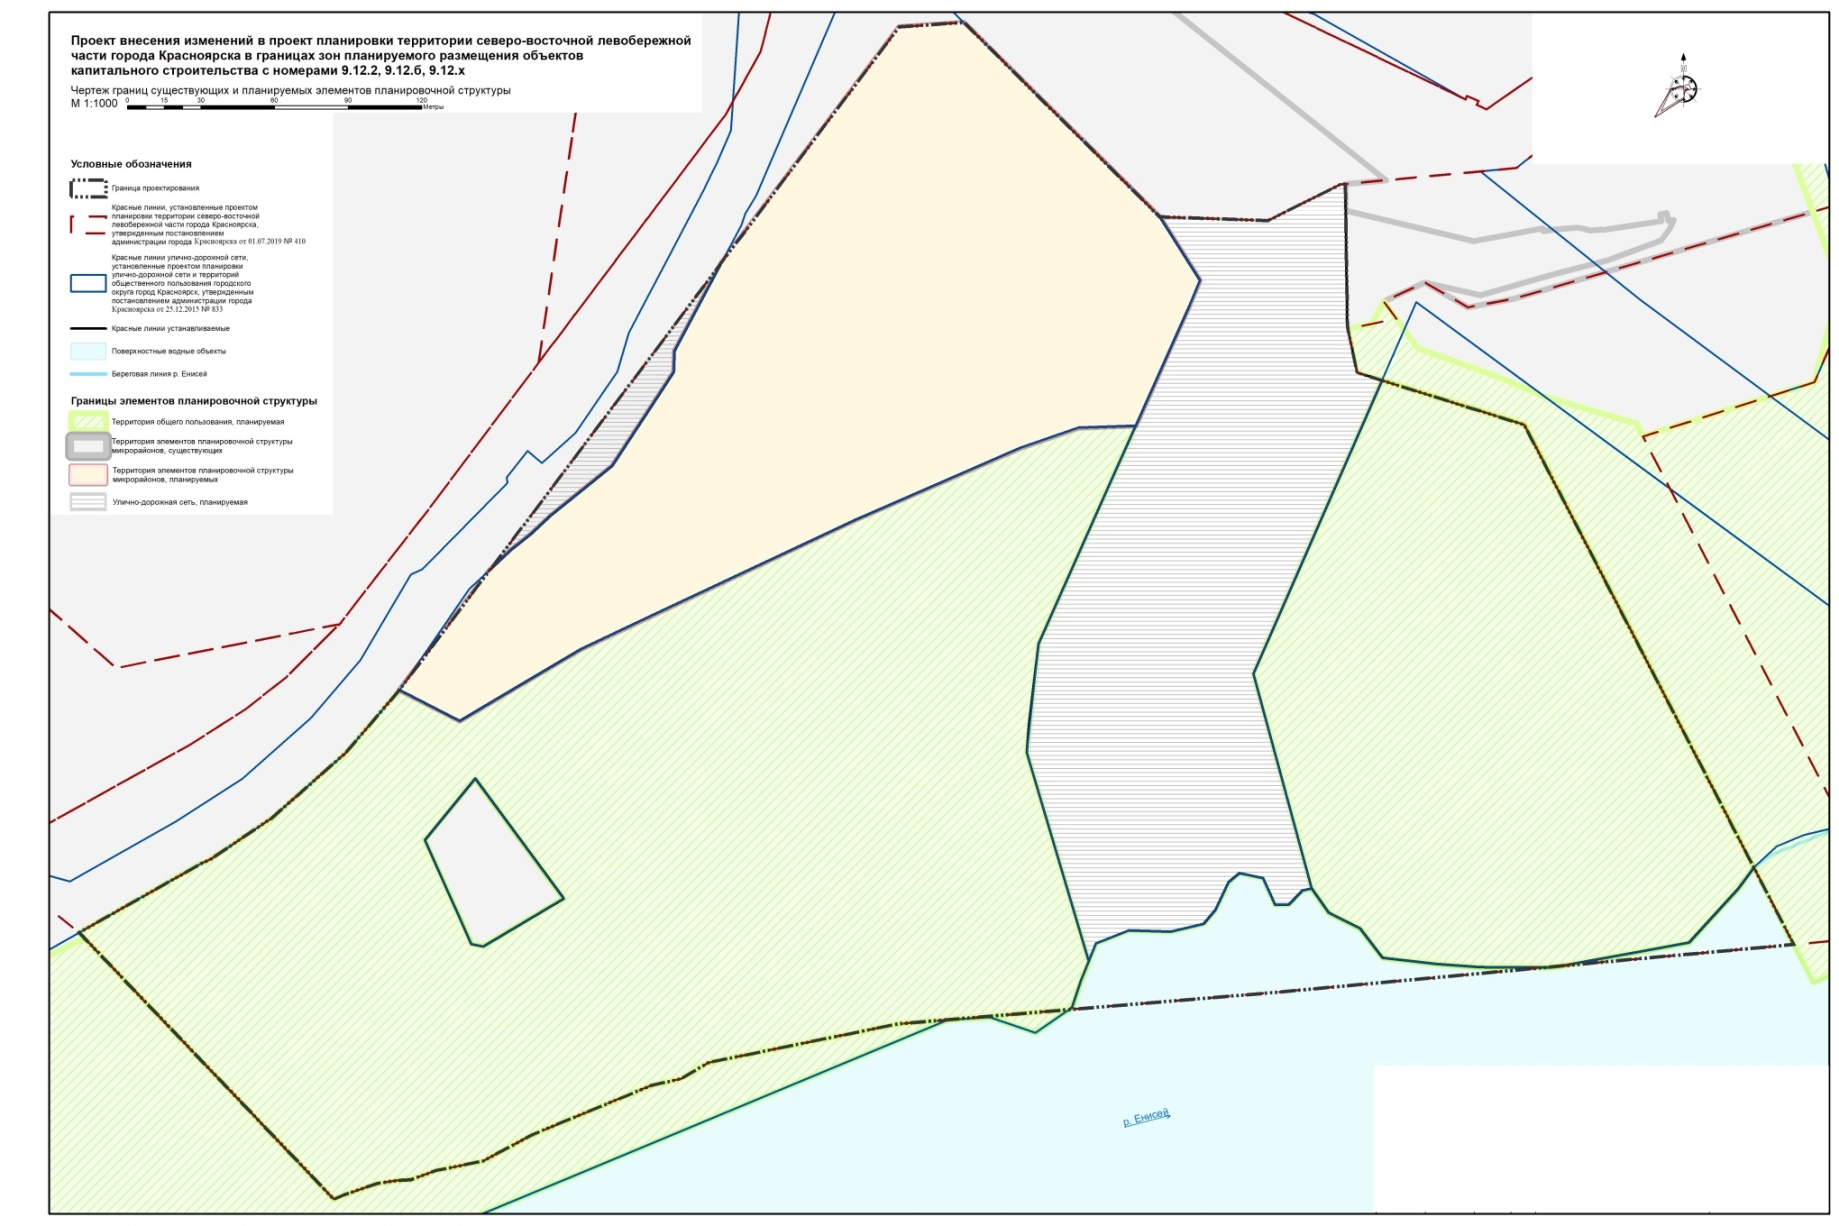 Проект внесения изменений в проект планировки территории северо-восточной левобережной
части города Красноярска в границах зон планируемого размещения объектов
капитального строительства с номерами 9.12.2, 9.12.б, 9.12.х
Чертеж границ существующих и планируемых элементов планировочной структуры
М 1:1000 0 15 30 60 90 120
Метры
Условные обозначения
Граница проектирования
Красные линии, установленные проектом
планировки территории северо-восточной
левобережной части города Красноярска,
утвержденным постановлением
администрации города Красноярска от 01.07.2019 № 410
Красные линии улично-дорожной сети,
установленные проектом планировки
улично-дорожной сети и территорий
общественного пользования городского
округа город Красноярск, утвержденным
постановлением администрации города
Красноярска от 25.12.2015 № 833
Красные линии устанавливаемые
Поверхностные водные объекты
Береговая линия р. Енисей
Границы элементов планировочной структуры
Территория общего пользования, планируемая
Территория элементов планировочной структуры
микрорайонов, существующих
Территория элементов планировочной структуры
микрорайонов, планируемых
Улично-дорожная сеть, планируемая
р. Енисей